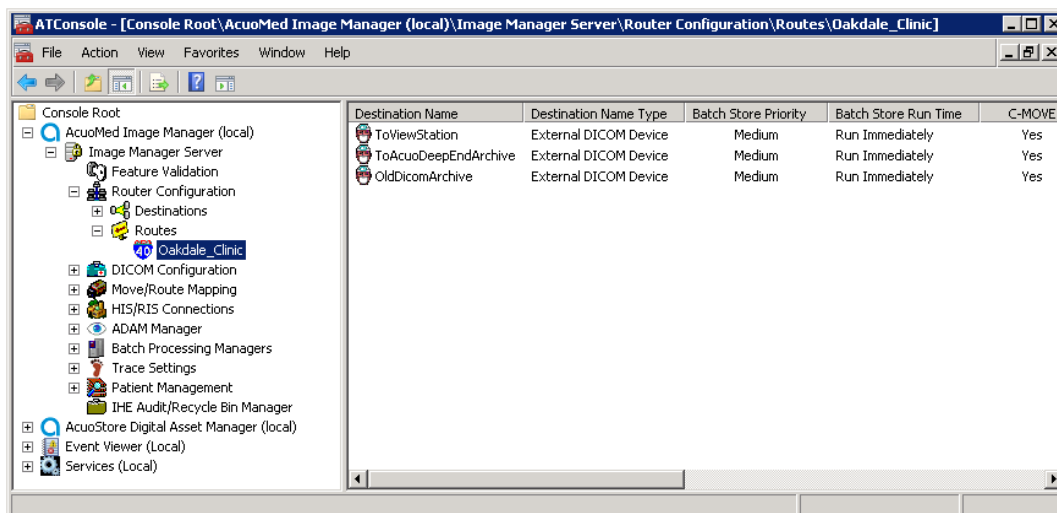 ATConsole - [Console Root\AcuoMed Image Manager (local)\Image Manager Server\Router Configuration\Routes\Oakdale_Clinic]
File Action View Favorites Window Help
Console Root
AcuoMed Image Manager (local)
Image Manager Server
Feature Validation
Router Configuration
Destinations
Routes
40 Oakdale_Clinic
DICOM Configuration
Move/Route Mapping
HIS/RIS Connections
ADAM Manager
Batch Processing Managers
Trace Settings
Patient Management
IHE Audit/Recycle Bin Manager
AcuoStore Digital Asset Manager (local)
Event Viewer (Local)
Services (Local)
Destination Name Destination Name Type Batch Store Priority Batch Store Run Time C-MOVE
ToViewStation External DICOM Device Medium Run Immediately Yes
ToAcuoDeepEndArchive External DICOM Device Medium Run Immediately Yes
OldDicomArchive External DICOM Device Medium Run Immediately Yes